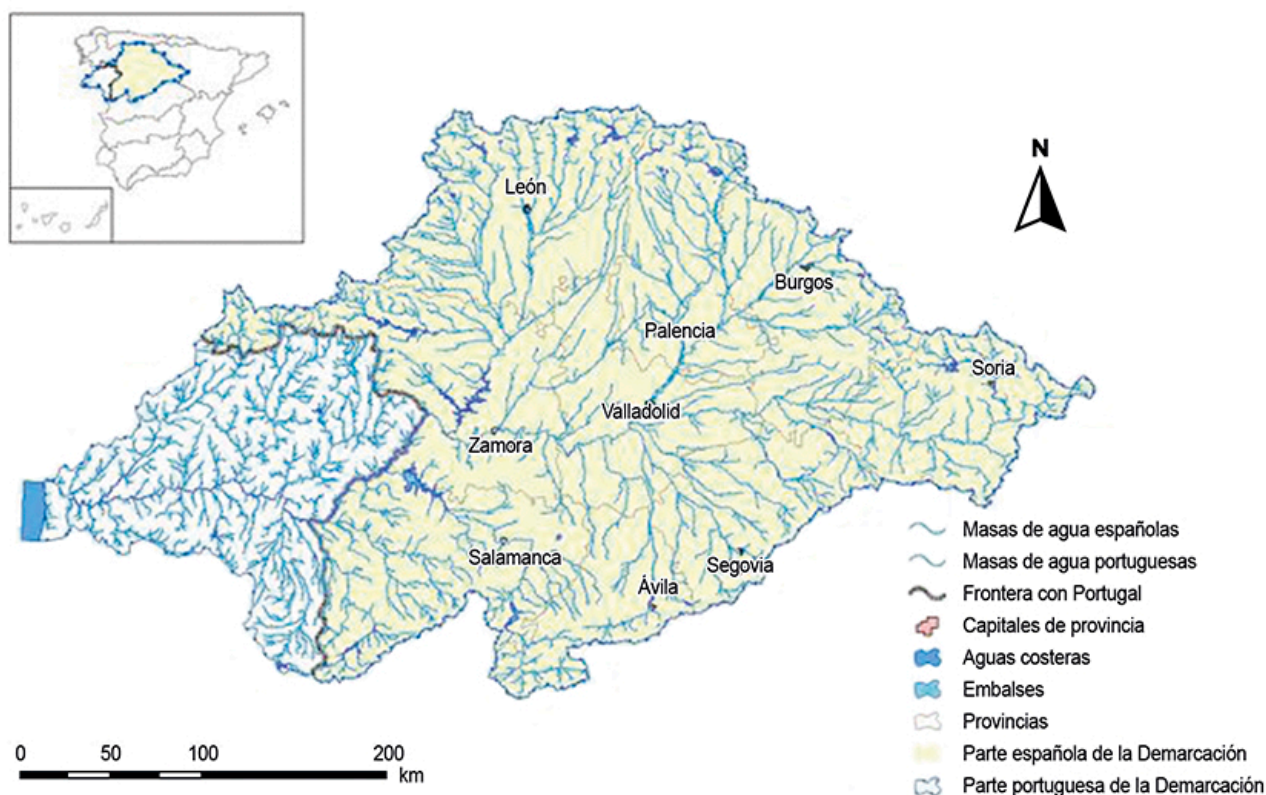 N
León
Burgos
Palencia
Soria
Valladolid
Zamora
Salamanca
Segovia
Ávila
Masas de agua españolas
Masas de agua portuguesas
Frontera con Portugal
Capitales de provincia
Aguas costeras
Embalses
Provincias
Parte española de la Demarcación
Parte portuguesa de la Demarcación
0 50 100 200
km